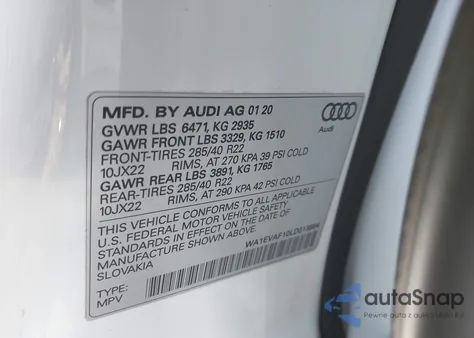 MFD. BY AUDI AG 01 20
GVWR LBS 6471, KG 2935
GAWR FRONT LBS 3329, KG 1510
FRONT-TIRES 285/40 R22
10JX22 RIMS, AT 270 KPA 39 PSI COLD
GAWR REAR LBS 3891, KG 1765
REAR-TIRES 285/40 R22
10JX22 RIMS, AT 290 KPA 42 PSI COLD
Audi
THIS VEHICLE CONFORMS TO ALL APPLICABLE
U.S. FEDERAL MOTOR VEHICLE SAFETY
STANDARDS IN EFFECT ON THE DATE OF
MANUFACTURE SHOWN ABOVE.
SLOVAKIA
TYPE:
MPV
autoSnap
Pewne auto z